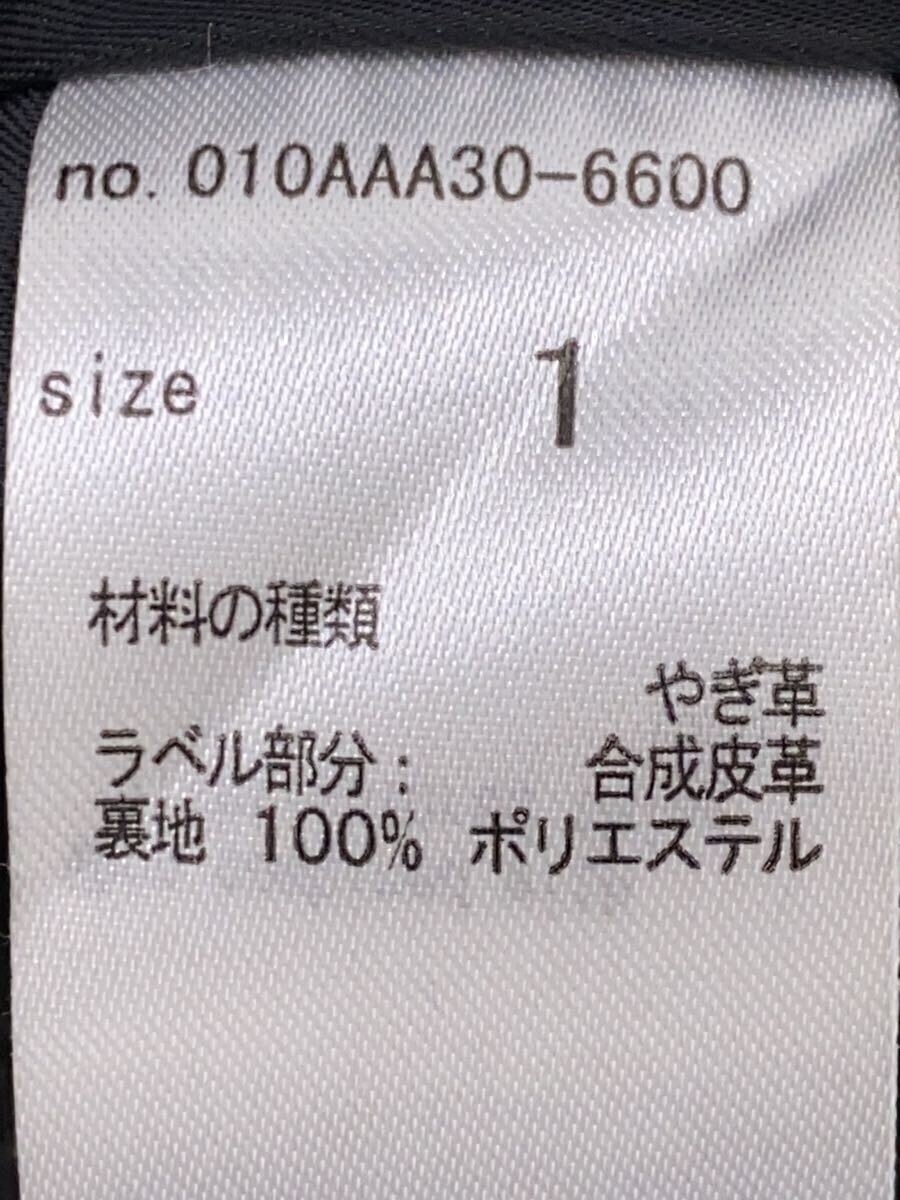 no. 010AAA30-6600
size 1
材料の種類
やぎ革
ラベル部分： 合成皮革
裏地 100% ポリエステル